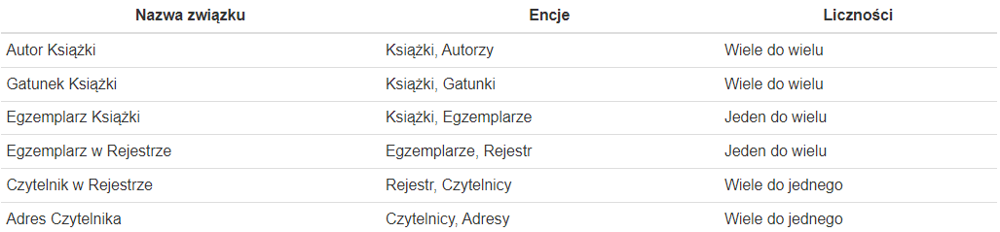 Nazwa związku Encje Liczności
Autor Książki Książki, Autorzy Wiele do wielu
Gatunek Książki Książki, Gatunki Wiele do wielu
Egzemplarz Książki Książki, Egzemplarze Jeden do wielu
Egzemplarz w Rejestrze Egzemplarze, Rejestr Jeden do wielu
Czytelnik w Rejestrze Rejestr, Czytelnicy Wiele do jednego
Adres Czytelnika Czytelnicy, Adresy Wiele do jednego